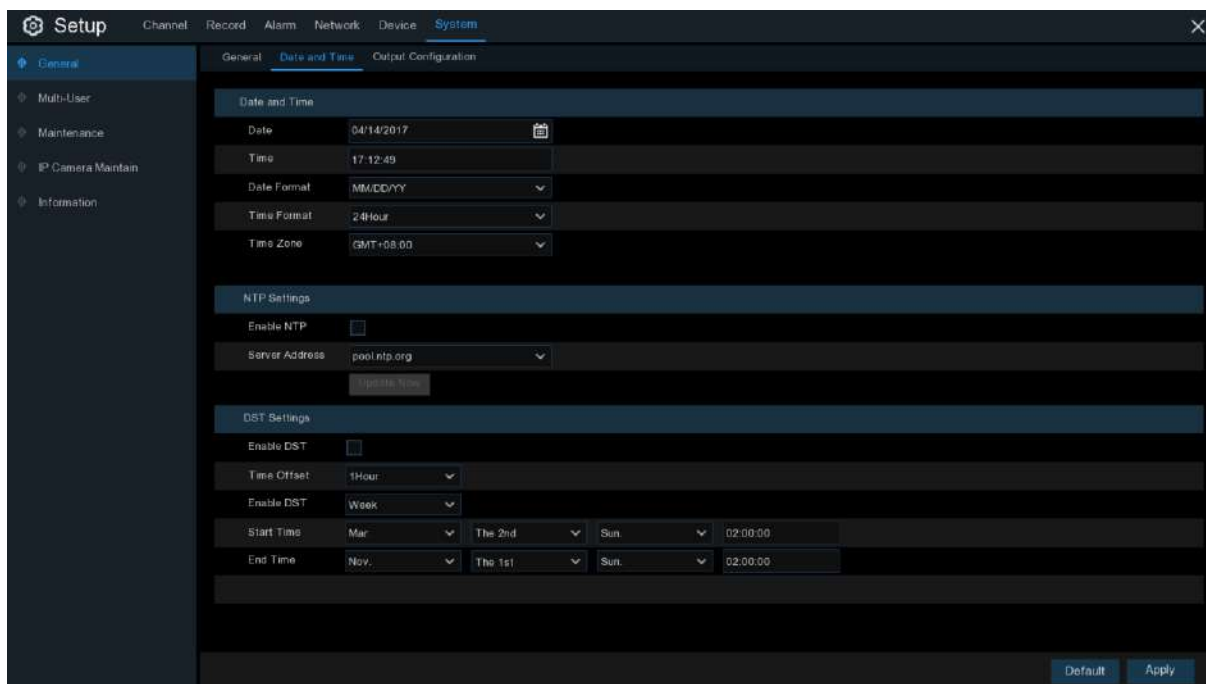 Setup Channel Record Alarm Network Device System
General
Multi-User
Maintenance
IP Camera Maintain
Information
General Date and Time Output Configuration
Date and Time
Date 04/14/2017
Time 17:12:49
Date Format MM/DD/YY
Time Format 24Hour
Time Zone GMT+08:00
NTP Settings
Enable NTP
Server Address pool.ntp.org
Update Now
DST Settings
Enable DST
Time Offset 1Hour
Enable DST Week
Start Time Mar The 2nd Sun. 02:00:00
End Time Nov. The 1st Sun. 02:00:00
Default Apply